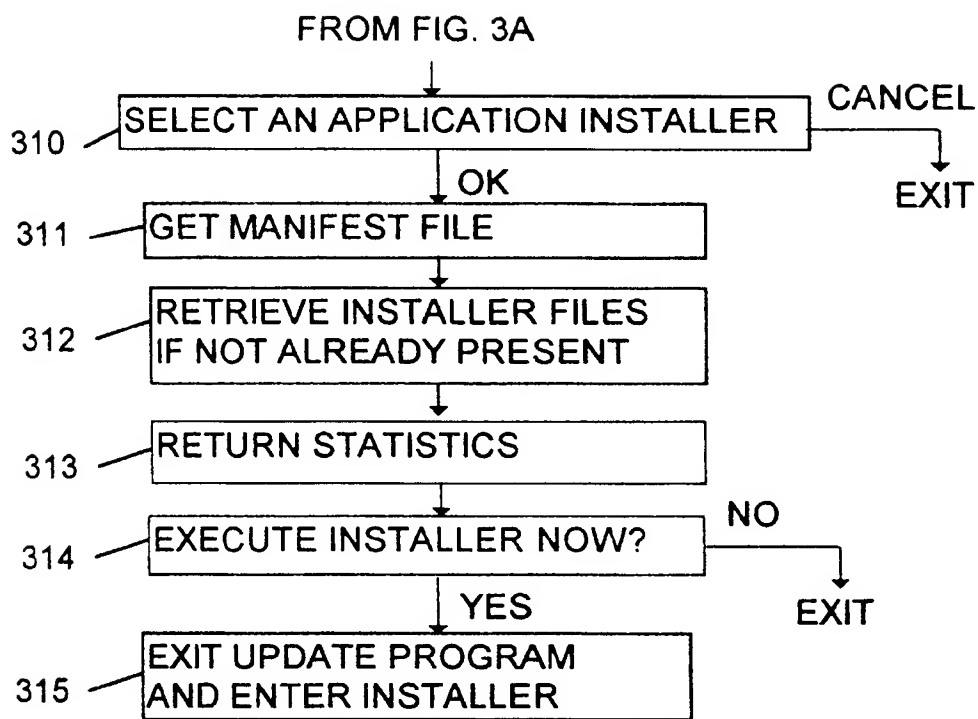 FROM FIG. 3A
310
SELECT AN APPLICATION INSTALLER
CANCEL
EXIT
OK
311
GET MANIFEST FILE
312
RETRIEVE INSTALLER FILES
IF NOT ALREADY PRESENT
313
RETURN STATISTICS
314
EXECUTE INSTALLER NOW?
NO
EXIT
YES
315
EXIT UPDATE PROGRAM
AND ENTER INSTALLER